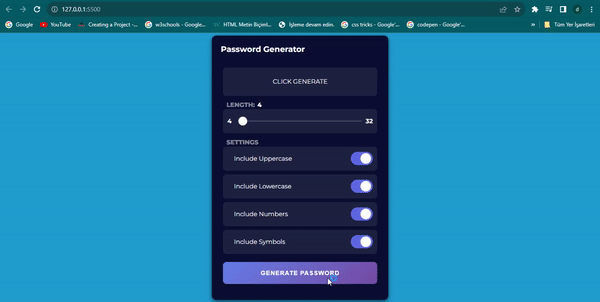 127.0.0.1:5500
Google
YouTube
Creating a Project -...
w3schools - Google...
HTML Metin Biçimi...
İşleme devam edin.
css tricks - Google'...
codepen - Google'...
»
Tüm Yer İşaretleri
Password Generator
CLICK GENERATE
LENGTH: 4
4 32
SETTINGS
Include Uppercase
Include Lowercase
Include Numbers
Include Symbols
GENERATE PASSWORD